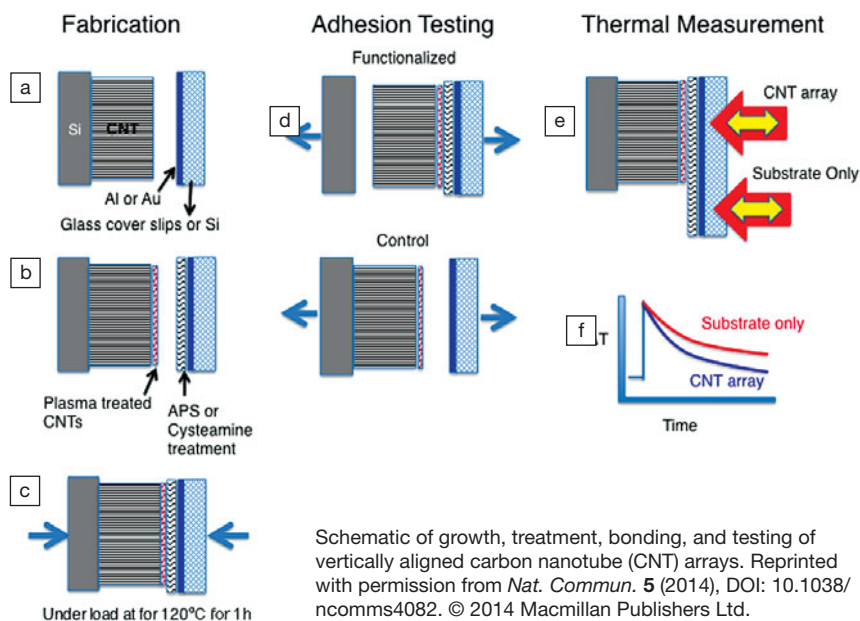 Fabrication
Adhesion Testing
Thermal Measurement
a
Si
CNT
Al or Au
Glass cover slips or Si
b
Plasma treated
CNTs
APS or
Cysteamine
treatment
c
Under load at for 120°C for 1h
Functionalized
d
Control
e
CNT array
Substrate Only
f
Substrate only
CNT array
Time
Schematic of growth, treatment, bonding, and testing of
vertically aligned carbon nanotube (CNT) arrays. Reprinted
with permission from Nat. Commun. 5 (2014), DOI: 10.1038/
ncomms4082. © 2014 Macmillan Publishers Ltd.